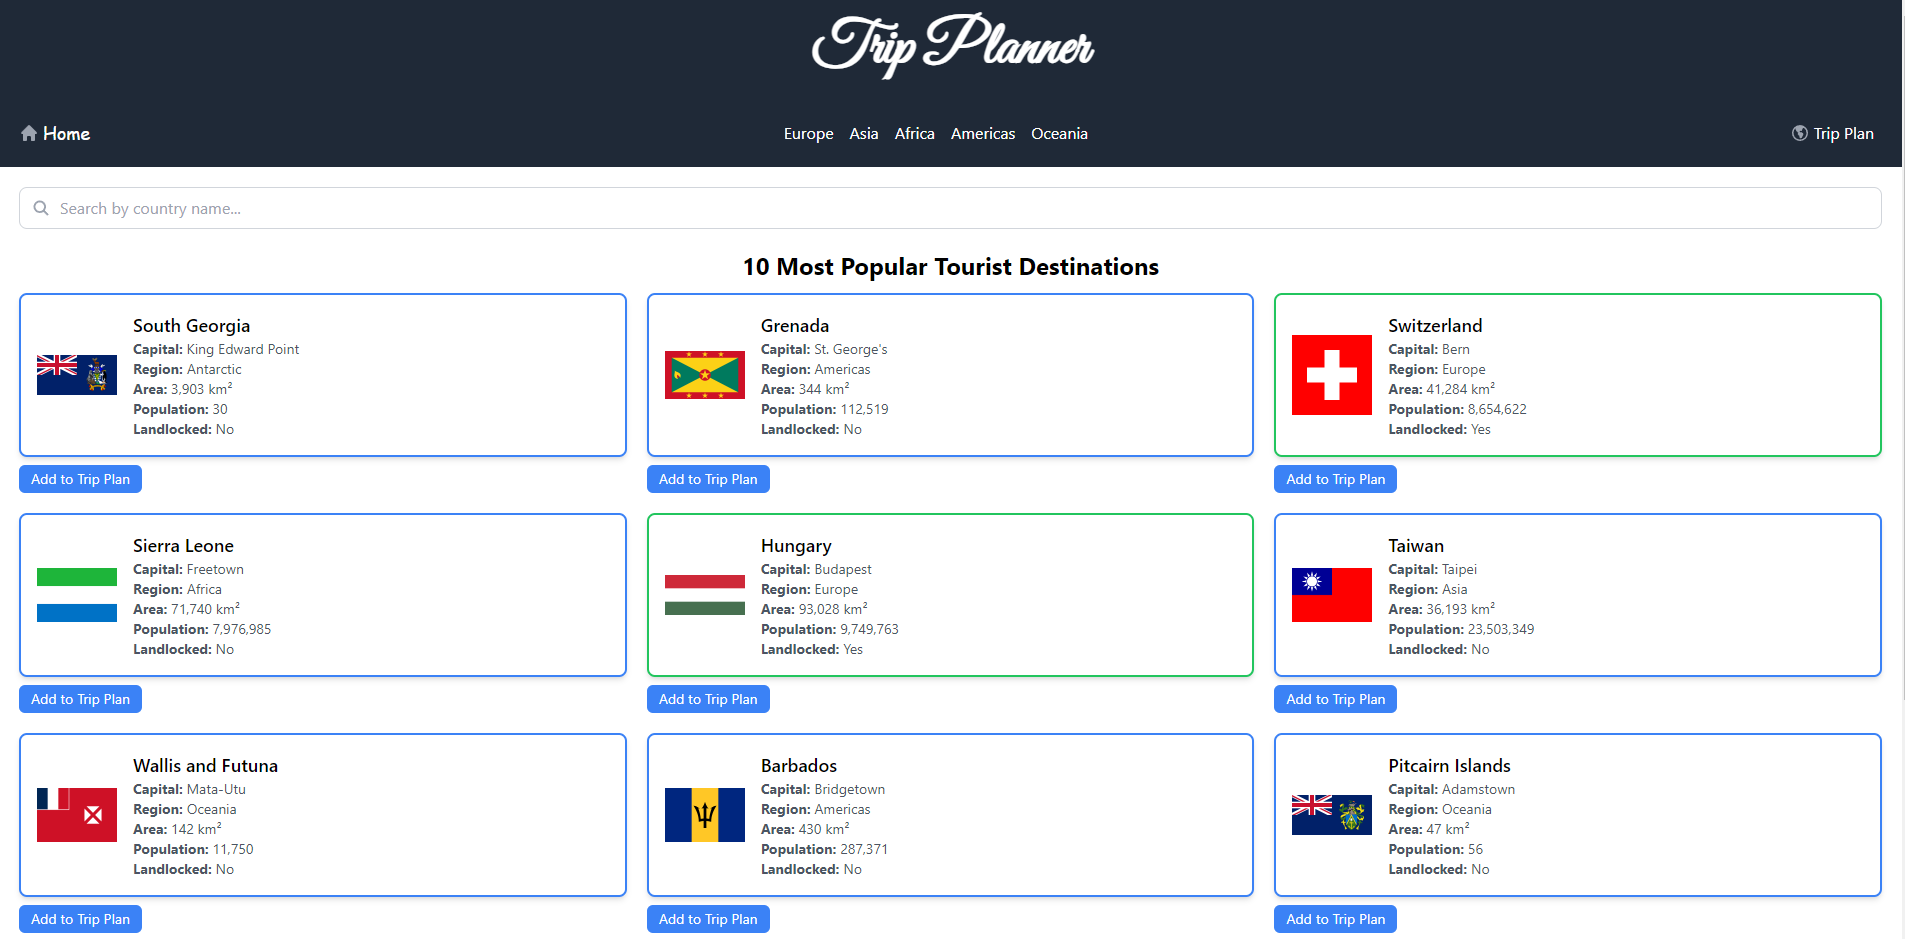 Trip Planner
Home
Europe Asia Africa Americas Oceania
Trip Plan
Search by country name...
10 Most Popular Tourist Destinations
South Georgia
Capital: King Edward Point
Region: Antarctic
Area: 3,903 km²
Population: 30
Landlocked: No
Add to Trip Plan
Grenada
Capital: St. George's
Region: Americas
Area: 344 km²
Population: 112,519
Landlocked: No
Add to Trip Plan
Switzerland
Capital: Bern
Region: Europe
Area: 41,284 km²
Population: 8,654,622
Landlocked: Yes
Add to Trip Plan
Sierra Leone
Capital: Freetown
Region: Africa
Area: 71,740 km²
Population: 7,976,985
Landlocked: No
Add to Trip Plan
Hungary
Capital: Budapest
Region: Europe
Area: 93,028 km²
Population: 9,749,763
Landlocked: Yes
Add to Trip Plan
Taiwan
Capital: Taipei
Region: Asia
Area: 36,193 km²
Population: 23,503,349
Landlocked: No
Add to Trip Plan
Wallis and Futuna
Capital: Mata-Utu
Region: Oceania
Area: 142 km²
Population: 11,750
Landlocked: No
Add to Trip Plan
Barbados
Capital: Bridgetown
Region: Americas
Area: 430 km²
Population: 287,371
Landlocked: No
Add to Trip Plan
Pitcairn Islands
Capital: Adamstown
Region: Oceania
Area: 47 km²
Population: 56
Landlocked: No
Add to Trip Plan